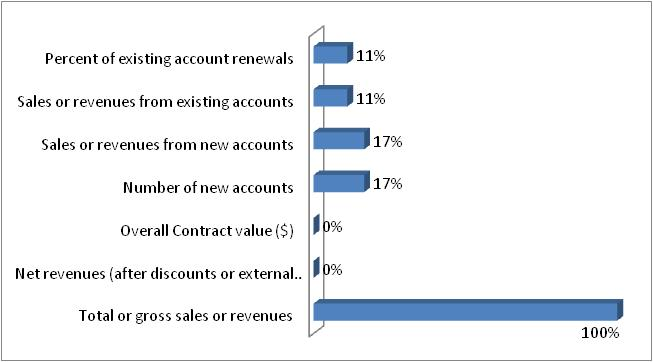 Percent of existing account renewals 11%
Sales or revenues from existing accounts 11%
Sales or revenues from new accounts 17%
Number of new accounts 17%
Overall Contract value ($) 0%
Net revenues (after discounts or external.. 0%
Total or gross sales or revenues
100%